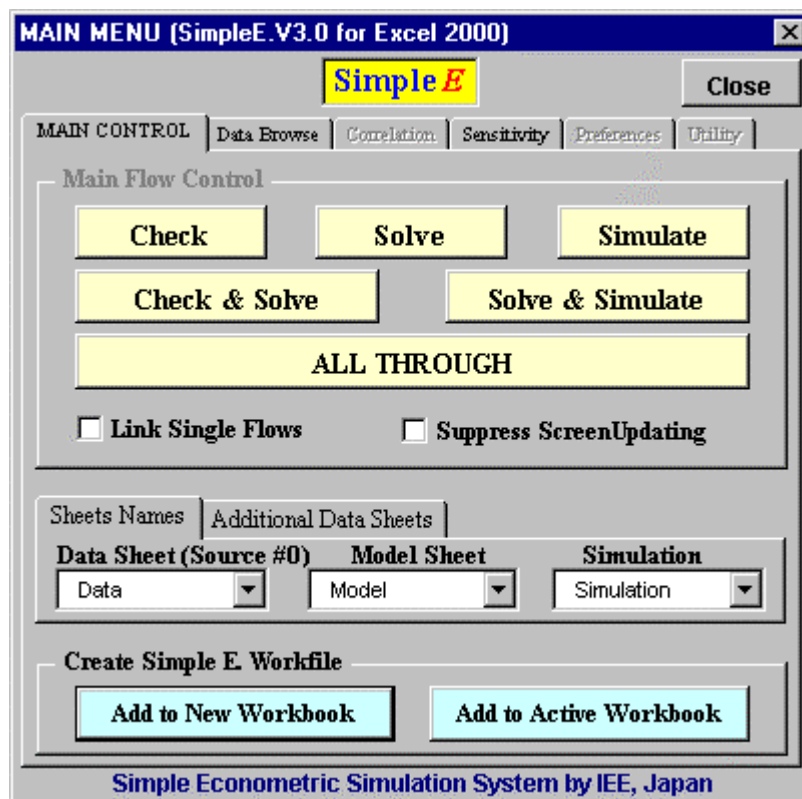 MAIN MENU (SimpleE.V3.0 for Excel 2000)
Simple E
Close
MAIN CONTROL Data Browse Correlation Sensitivity Preferences Utility
Main Flow Control
Check Solve Simulate
Check & Solve Solve & Simulate
ALL THROUGH
Link Single Flows Suppress ScreenUpdating
Sheets Names Additional Data Sheets
Data Sheet (Source #0) Model Sheet Simulation
Data Model Simulation
Create Simple E. Workfile
Add to New Workbook Add to Active Workbook
Simple Econometric Simulation System by IEE, Japan